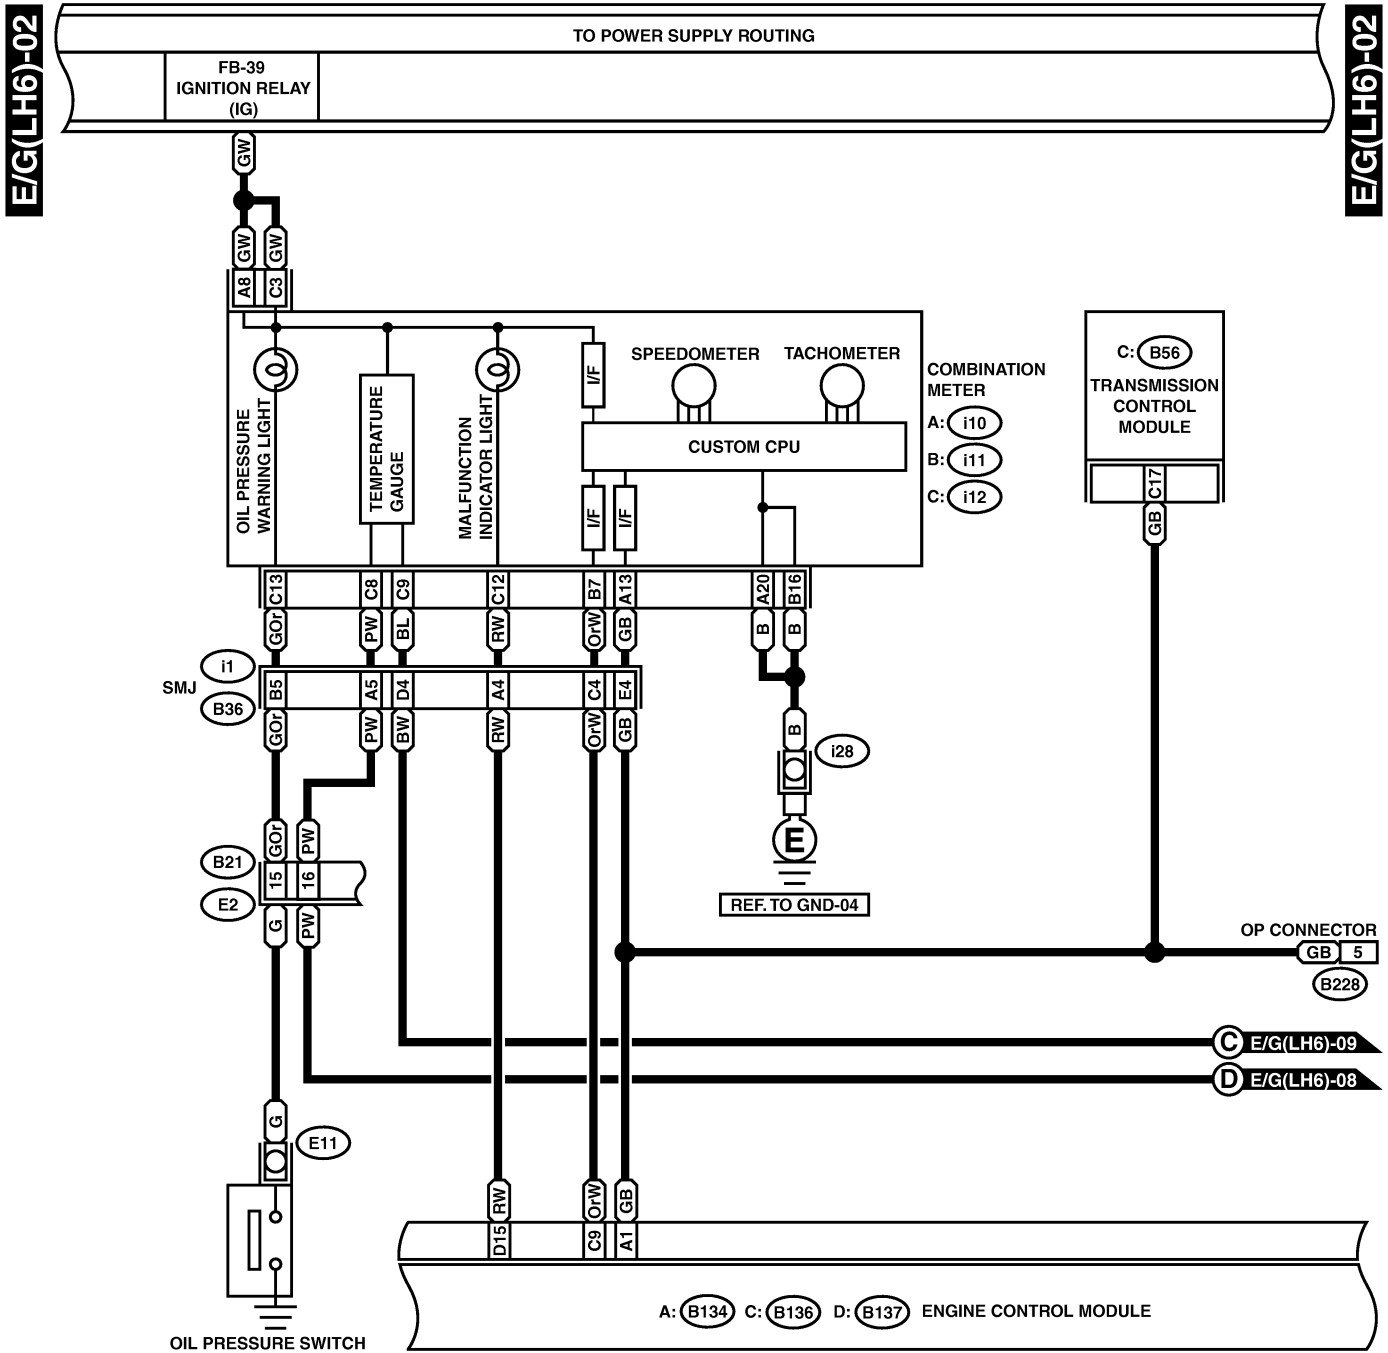 E/G(LH6)-02
E/G(LH6)-02
TO POWER SUPPLY ROUTING
FB-39
IGNITION RELAY
(IG)
GW
GW GW
A8 C3
OIL PRESSURE
WARNING LIGHT
TEMPERATURE
GAUGE
MALFUNCTION
INDICATOR LIGHT
I/F
SPEEDOMETER
TACHOMETER
CUSTOM CPU
I/F I/F
COMBINATION
METER
A: i10
B: i11
C: i12
C: B56
TRANSMISSION
CONTROL
MODULE
C17
GB
C13 C8 C9 C12 B7 A13 A20 B16
GOr PW BL RW OrW GB B B
i1
SMJ
B36
B5 A5 D4 A4 C4 E4
GOr PW BW RW OrW GB B
i28
E
REF. TO GND-04
GOr PW
B21
15 16
E2
G PW
OP CONNECTOR
GB 5
B228
C E/G(LH6)-09
D E/G(LH6)-08
G
E11
RW OrW GB
D15 C9 A1
A: B134 C: B136 D: B137 ENGINE CONTROL MODULE
OIL PRESSURE SWITCH